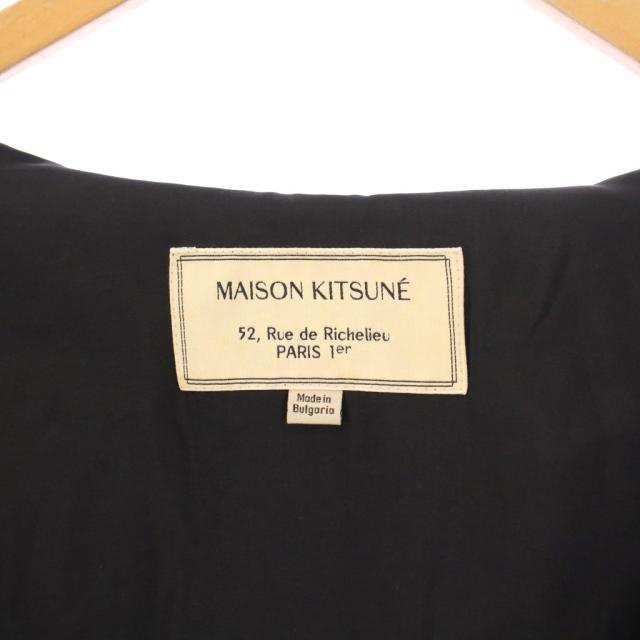 MAISON KITSUNÉ
52, Rue de Richelieu
PARIS 1er
Made in
Bulgaria